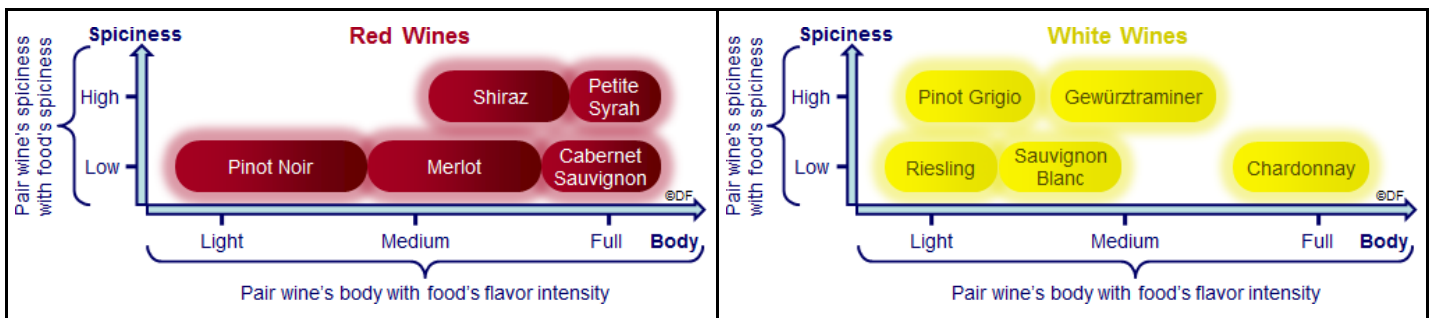 Spiciness
Red Wines
Pair wine's spiciness
with food's spiciness
High
Low
Shiraz
Petite
Syrah
Pinot Noir
Merlot
Cabernet
Sauvignon
©DF
Light
Medium
Full
Body
Pair wine's body with food's flavor intensity
Spiciness
White Wines
Pair wine's spiciness
with food's spiciness
High
Low
Pinot Grigio
Gewürztraminer
Riesling
Sauvignon
Blanc
Chardonnay
©DF
Light
Medium
Full
Body
Pair wine's body with food's flavor intensity